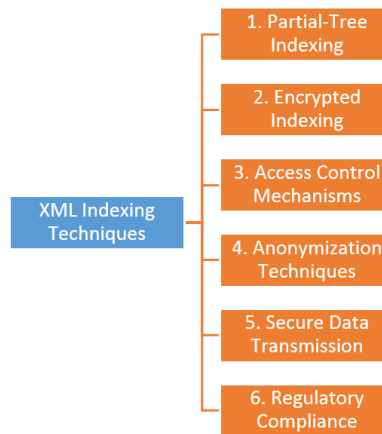 1. Partial-Tree
Indexing
2. Encrypted
Indexing
3. Access Control
Mechanisms
XML Indexing
Techniques
4. Anonymization
Techniques
5. Secure Data
Transmission
6. Regulatory
Compliance